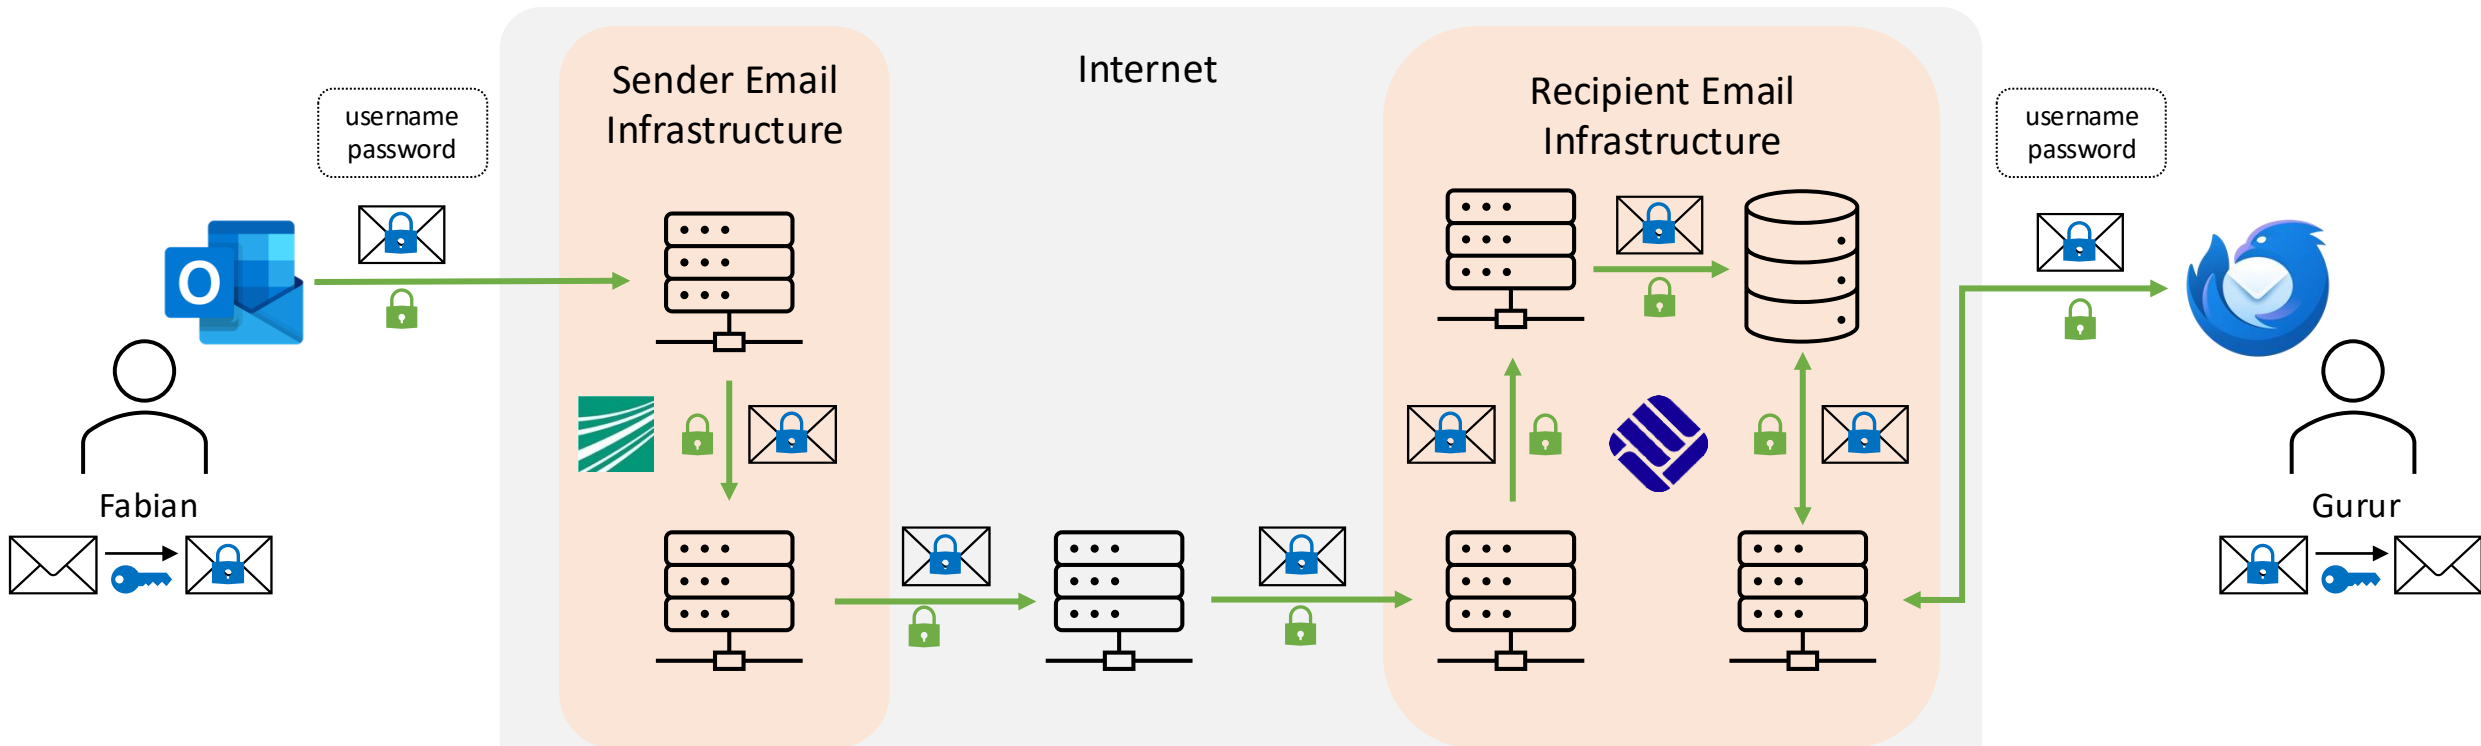 Internet
Sender Email
Infrastructure
Recipient Email
Infrastructure
username
password
username
password
O
Fabian
Gurur